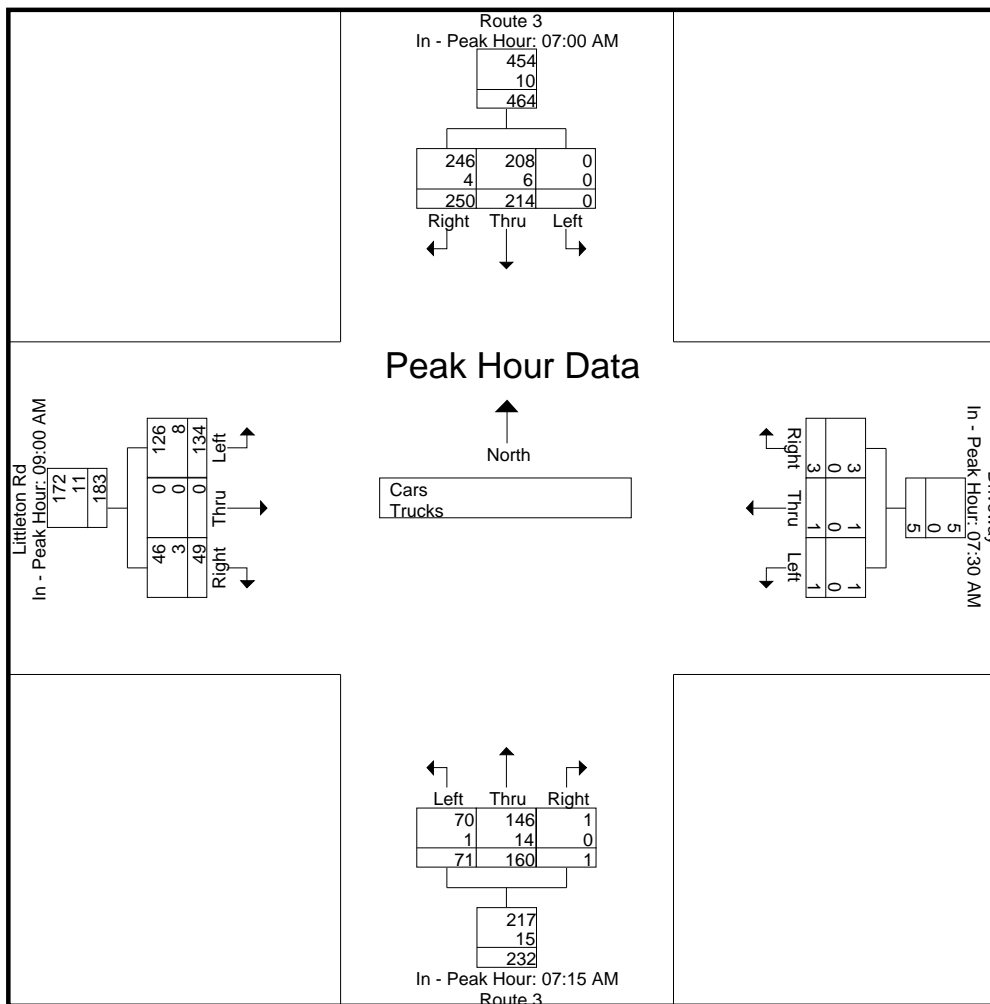 Route 3
In - Peak Hour: 07:00 AM
454
10
464
246 208 0
4 6 0
250 214 0
Right Thru Left
Peak Hour Data
North
Cars
Trucks
Littleton Rd
In - Peak Hour: 09:00 AM
172
11
183
126 0 46
8 0 3
134 0 49
Left Thru Right
In - Peak Hour: 07:30 AM
5
0
5
3 1 1
0 0 0
3 1 1
Right Thru Left
Left Thru Right
70 146 1
1 14 0
71 160 1
217
15
232
In - Peak Hour: 07:15 AM
Route 3